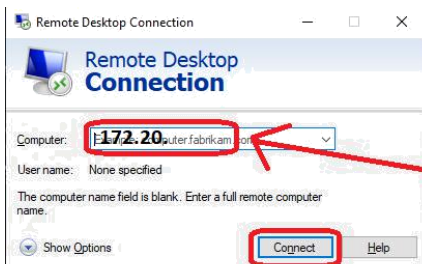 Remote Desktop Connection
Remote Desktop
Connection
Computer: 172.20.
User name: None specified
The computer name field is blank. Enter a full remote computer
name.
Show Options Connect Help